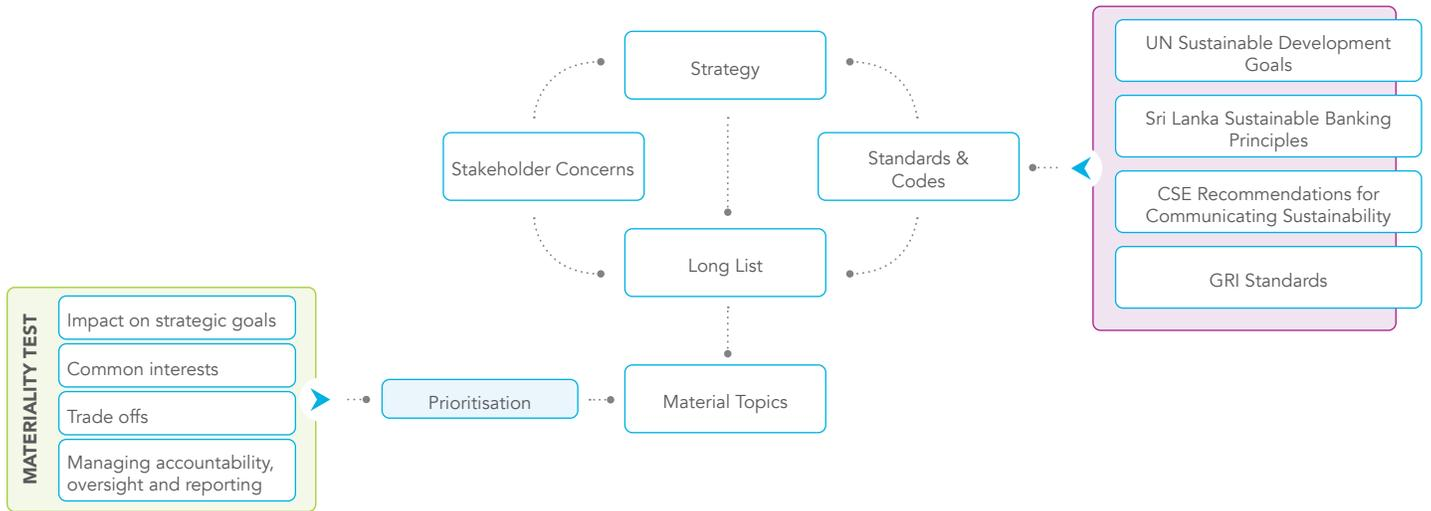 Strategy
Stakeholder Concerns
Standards &
Codes
Long List
Material Topics
Prioritisation
MATERIALITY TEST
Impact on strategic goals
Common interests
Trade offs
Managing accountability,
oversight and reporting
UN Sustainable Development
Goals
Sri Lanka Sustainable Banking
Principles
CSE Recommendations for
Communicating Sustainability
GRI Standards